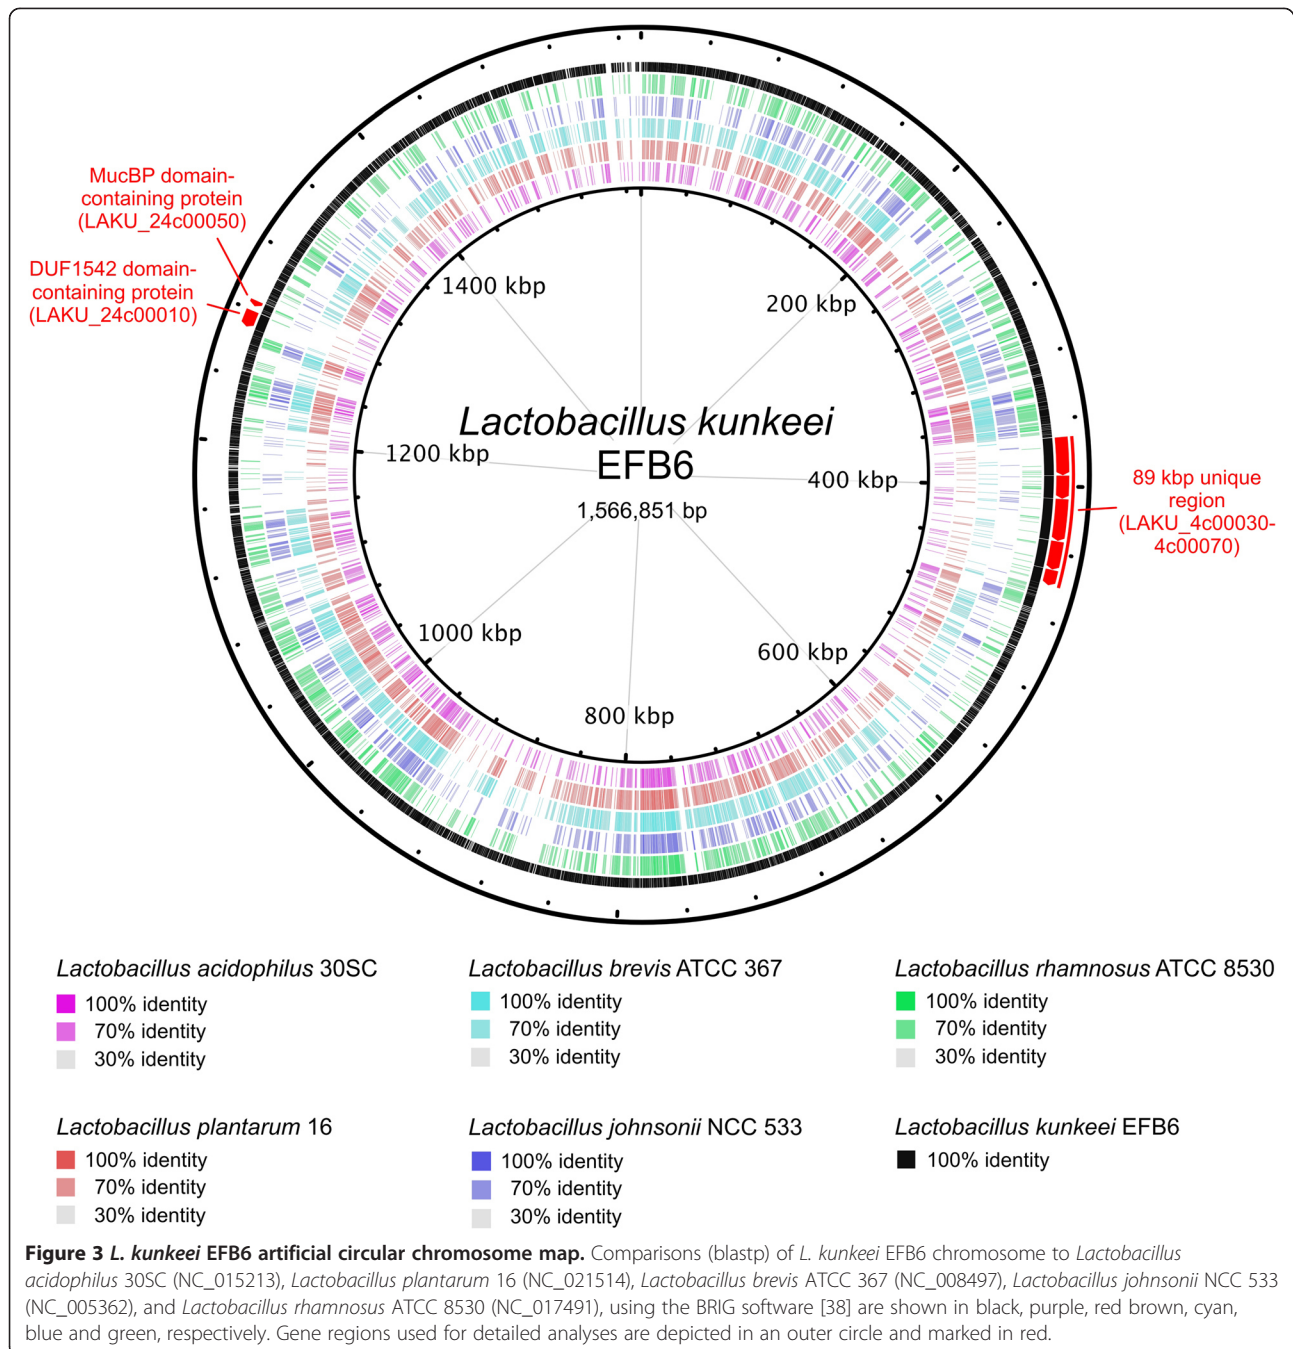 MucBP domain-
containing protein
(LAKU_24c00050)
DUF1542 domain-
containing protein
(LAKU_24c00010)
1400 kbp
200 kbp
Lactobacillus kunkeei
EFB6
1,566,851 bp
1200 kbp
400 kbp
89 kbp unique
region
(LAKU_4c00030-
4c00070)
1000 kbp
600 kbp
800 kbp
Lactobacillus acidophilus 30SC
100% identity
70% identity
30% identity
Lactobacillus brevis ATCC 367
100% identity
70% identity
30% identity
Lactobacillus rhamnosus ATCC 8530
100% identity
70% identity
30% identity
Lactobacillus plantarum 16
100% identity
70% identity
30% identity
Lactobacillus johnsonii NCC 533
100% identity
70% identity
30% identity
Lactobacillus kunkeei EFB6
100% identity
Figure 3 L. kunkeei EFB6 artificial circular chromosome map. Comparisons (blastp) of L. kunkeei EFB6 chromosome to Lactobacillus
acidophilus 30SC (NC_015213), Lactobacillus plantarum 16 (NC_021514), Lactobacillus brevis ATCC 367 (NC_008497), Lactobacillus johnsonii NCC 533
(NC_005362), and Lactobacillus rhamnosus ATCC 8530 (NC_017491), using the BRIG software [38] are shown in black, purple, red brown, cyan,
blue and green, respectively. Gene regions used for detailed analyses are depicted in an outer circle and marked in red.